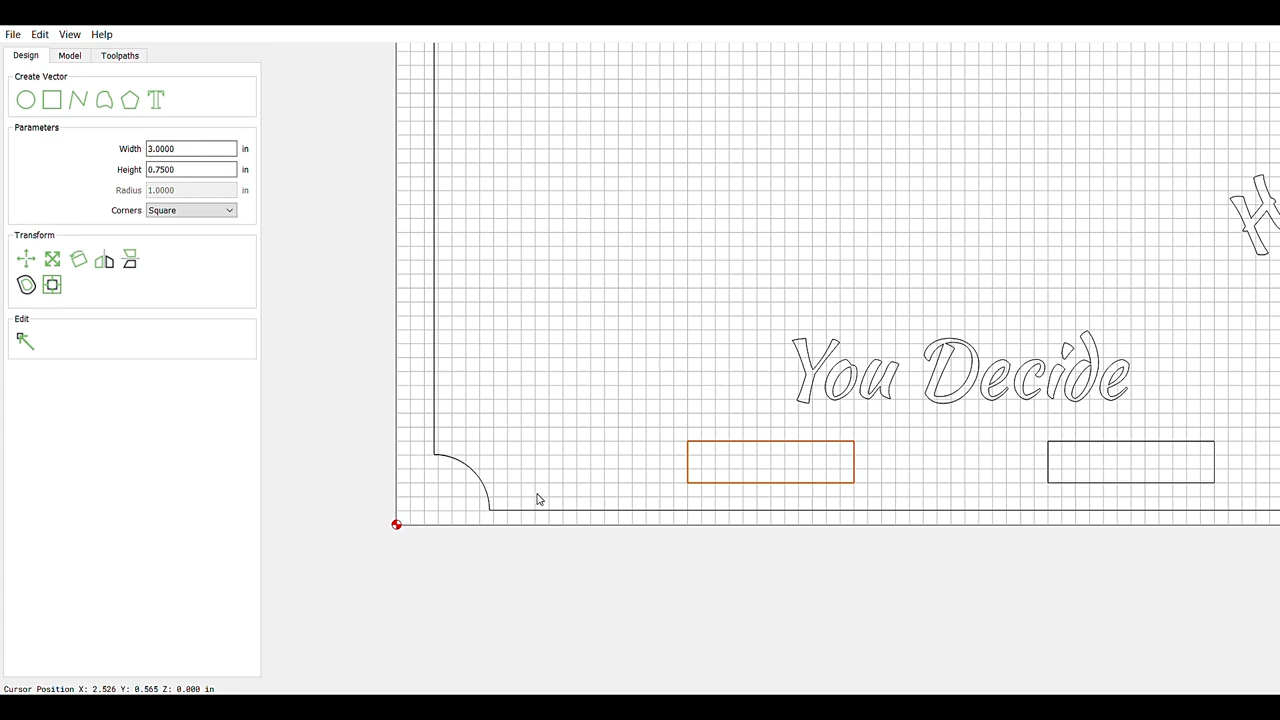 File Edit View Help
Design Model Toolpaths
Create Vector
Parameters
Width 3.0000 in
Height 0.7500 in
Radius 1.0000 in
Corners Square
Transform
Edit
You Decide
Cursor Position X: 2.526 Y: 0.565 Z: 0.000 in